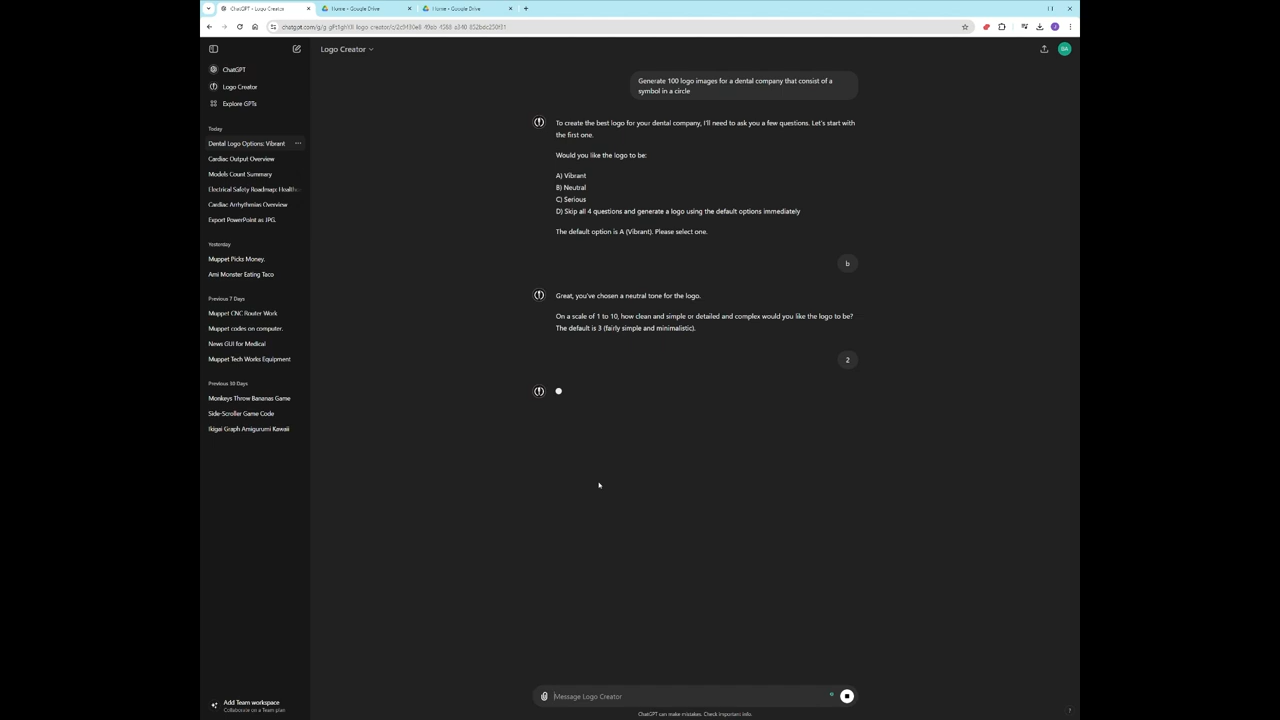 ChatGPT - Logo Creator
Home - Google Drive
Home - Google Drive
Logo Creator
BA
ChatGPT
Logo Creator
Explore GPTs
Today
Dental Logo Options: Vibrant
Cardiac Output Overview
Models Count Summary
Electrical Safety Roadmap: Health
Cardiac Arrhythmias Overview
Export PowerPoint as JPG.
Yesterday
Muppet Picks Money.
Ami Monster Eating Taco
Previous 7 Days
Muppet CNC Router Work
Muppet codes on computer.
News GUI for Medical
Muppet Tech Works Equipment
Previous 30 Days
Monkeys Throw Bananas Game
Side-Scroller Game Code
Ikigai Graph Amigurumi Kawaii
Add Team workspace
Collaborate on a Team plan
Generate 100 logo images for a dental company that consist of a
symbol in a circle
To create the best logo for your dental company, I'll need to ask you a few questions. Let's start with
the first one.
Would you like the logo to be:
A) Vibrant
B) Neutral
C) Serious
D) Skip all 4 questions and generate a logo using the default options immediately
The default option is A (Vibrant). Please select one.
b
Great, you've chosen a neutral tone for the logo.
On a scale of 1 to 10, how clean and simple or detailed and complex would you like the logo to be?
The default is 3 (fairly simple and minimalistic).
2
Message Logo Creator
ChatGPT can make mistakes. Check important info.
?